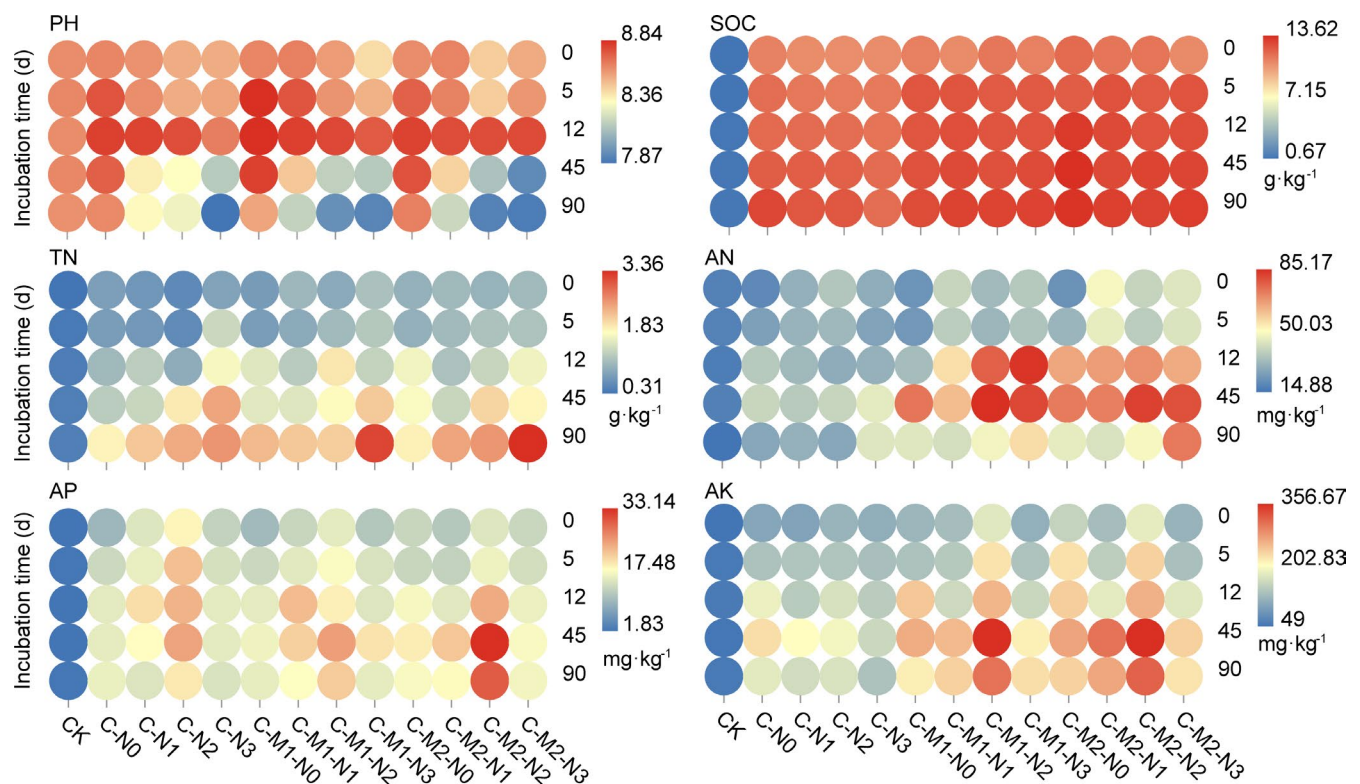 PH
Incubation time (d)
0
5
12
45
90
8.84
8.36
7.87
SOC
0
5
12
45
90
13.62
7.15
0.67
g·kg⁻¹
TN
Incubation time (d)
0
5
12
45
90
3.36
1.83
0.31
g·kg⁻¹
AN
0
5
12
45
90
85.17
50.03
14.88
mg·kg⁻¹
AP
Incubation time (d)
0
5
12
45
90
33.14
17.48
1.83
mg·kg⁻¹
AK
0
5
12
45
90
356.67
202.83
49
mg·kg⁻¹
CK
C-N0
C-N1
C-N2
C-N3
C-M1-N0
C-M1-N1
C-M1-N2
C-M1-N3
C-M2-N0
C-M2-N1
C-M2-N2
C-M2-N3
CK
C-N0
C-N1
C-N2
C-N3
C-M1-N0
C-M1-N1
C-M1-N2
C-M1-N3
C-M2-N0
C-M2-N1
C-M2-N2
C-M2-N3